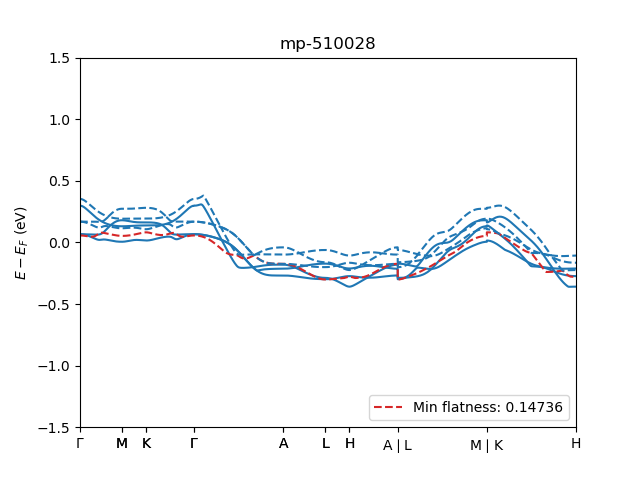 mp-510028
E − E_F (eV)
1.5
1.0
0.5
0.0
−0.5
−1.0
−1.5
Min flatness: 0.14736
Γ M K Γ A L H A | L M | K H